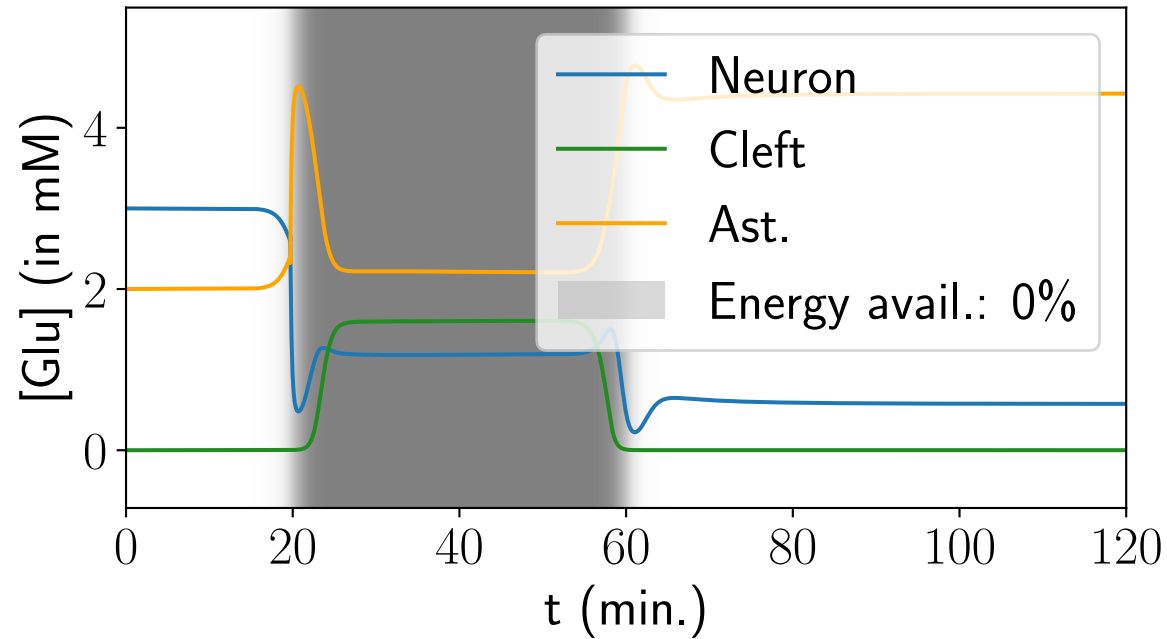 [Glu] (in mM)
4
2
0
Neuron
Cleft
Ast.
Energy avail.: 0%
0 20 40 60 80 100 120
t (min.)